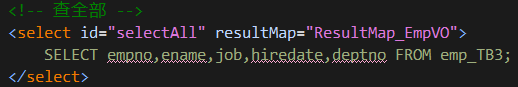 <!-- 查全部 -->
<select id="selectAll" resultMap="ResultMap_EmpVO">
SELECT empno,ename,job,hiredate,deptno FROM emp_TB3;
</select>